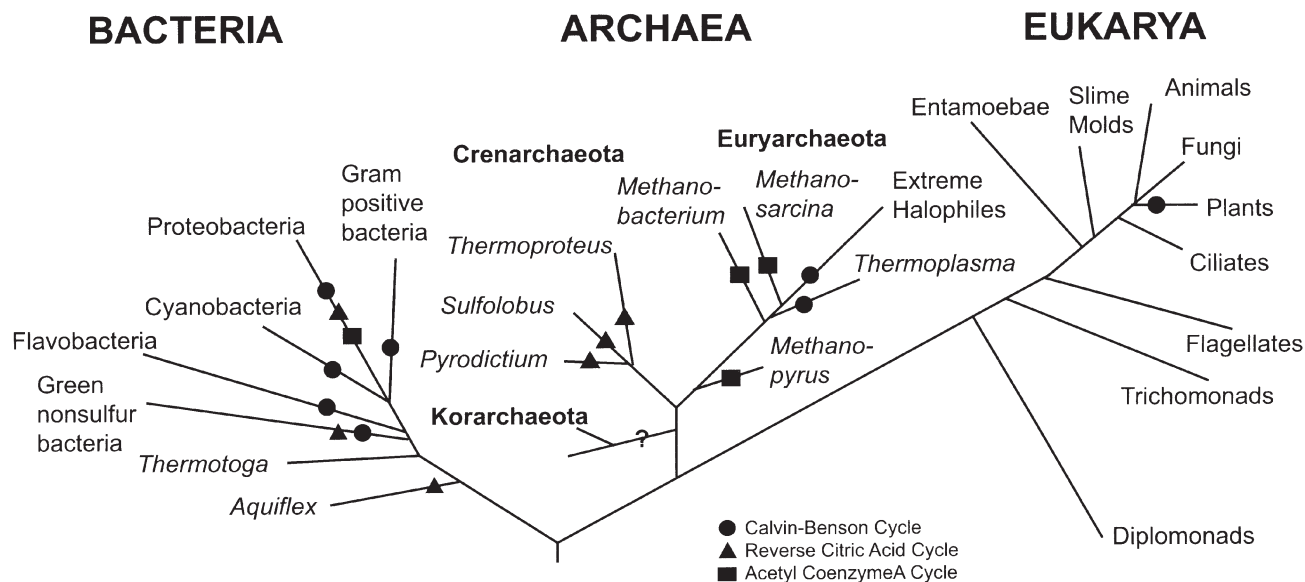 BACTERIA
ARCHAEA
EUKARYA
Proteobacteria
Gram
positive
bacteria
Cyanobacteria
Flavobacteria
Green
nonsulfur
bacteria
Thermotoga
Aquiflex
Crenarchaeota
Thermoproteus
Sulfolobus
Pyrodictium
Korarchaeota
?
Euryarchaeota
Methano-
bacterium
Methano-
sarcina
Extreme
Halophiles
Thermoplasma
Methano-
pyrus
Entamoebae
Slime
Molds
Animals
Fungi
Plants
Ciliates
Flagellates
Trichomonads
Diplomonads
Calvin-Benson Cycle
Reverse Citric Acid Cycle
Acetyl CoenzymeA Cycle